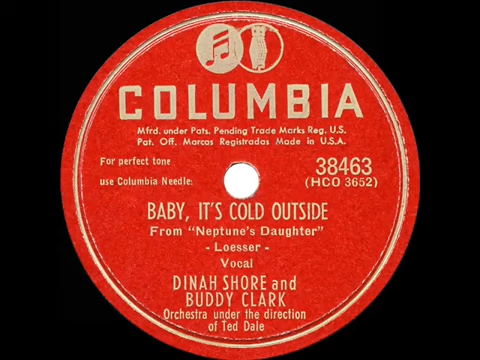 COLUMBIA
Mfrd. under Pats. Pending Trade Marks Reg. U.S.
Pat. Off. Marcas Registradas Made in U.S.A.
For perfect tone
use Columbia Needle:
38463
(HCO 3652)
BABY, IT'S COLD OUTSIDE
From "Neptune's Daughter"
- Loesser -
Vocal
DINAH SHORE and
BUDDY CLARK
Orchestra under the direction
of Ted Dale